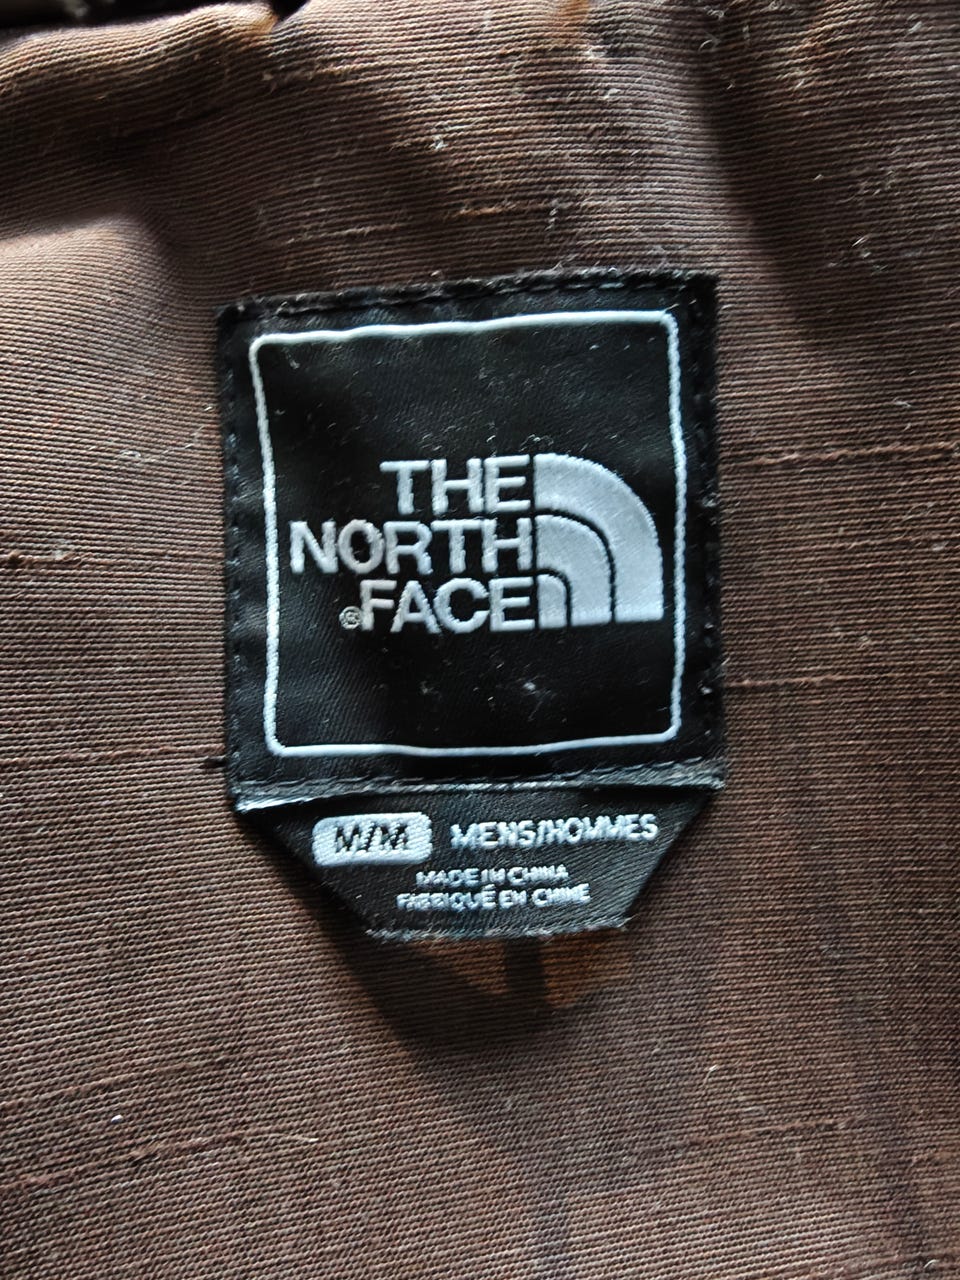 THE
NORTH
®FACE
M/M MENS/HOMMES
MADE IN CHINA
FABRIQUÉ EN CHINE